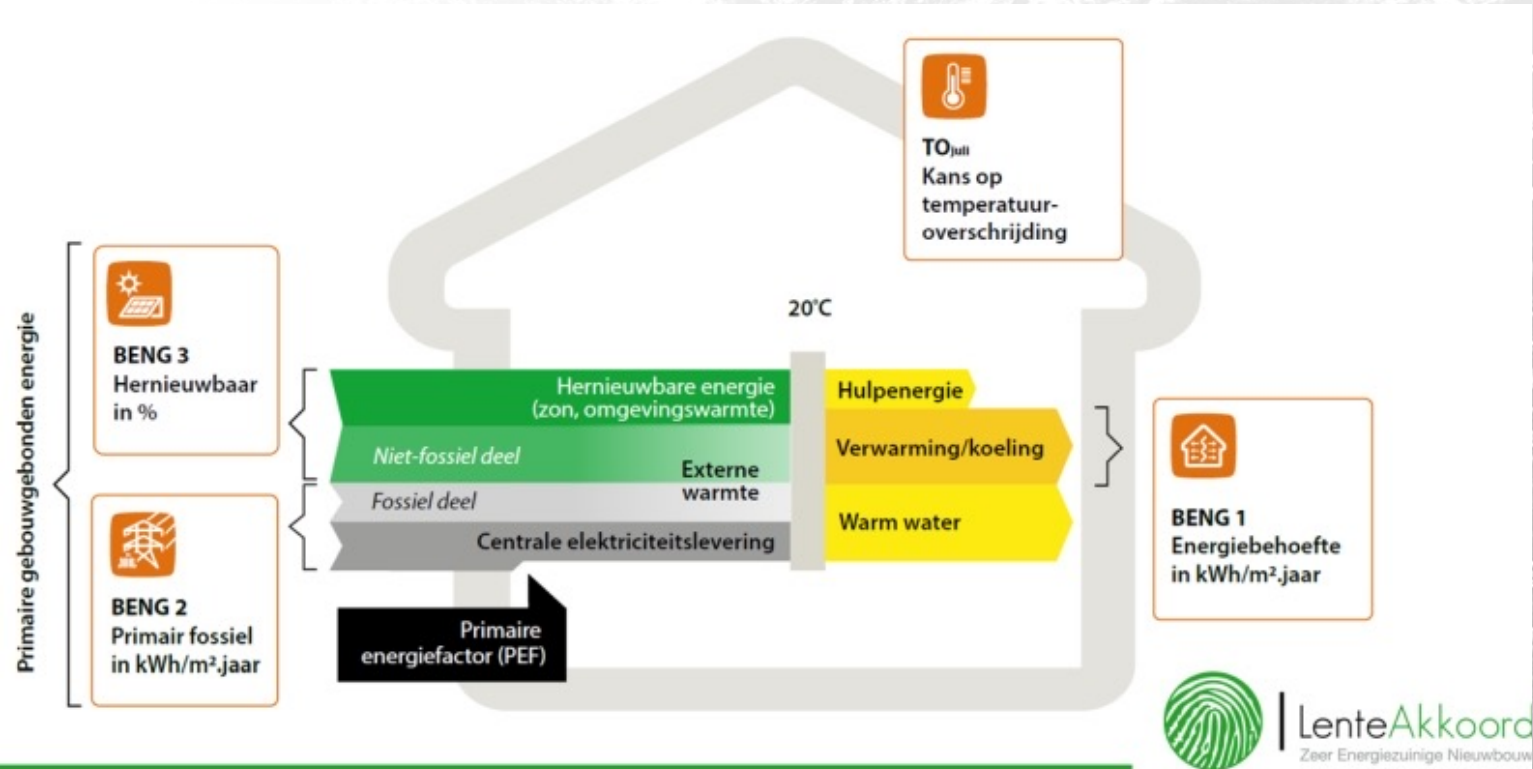 TOjuli
Kans op
temperatuur-
overschrijding
Primaire gebouwgebonden energie
BENG 3
Hernieuwbaar
in %
BENG 2
Primair fossiel
in kWh/m².jaar
20°C
Hernieuwbare energie
(zon, omgevingswarmte)
Niet-fossiel deel
Externe
warmte
Fossiel deel
Centrale elektriciteitslevering
Primaire
energiefactor (PEF)
Hulpenergie
Verwarming/koeling
Warm water
BENG 1
Energiebehoefte
in kWh/m².jaar
LenteAkkoord
Zeer Energiezuinige Nieuwbouw